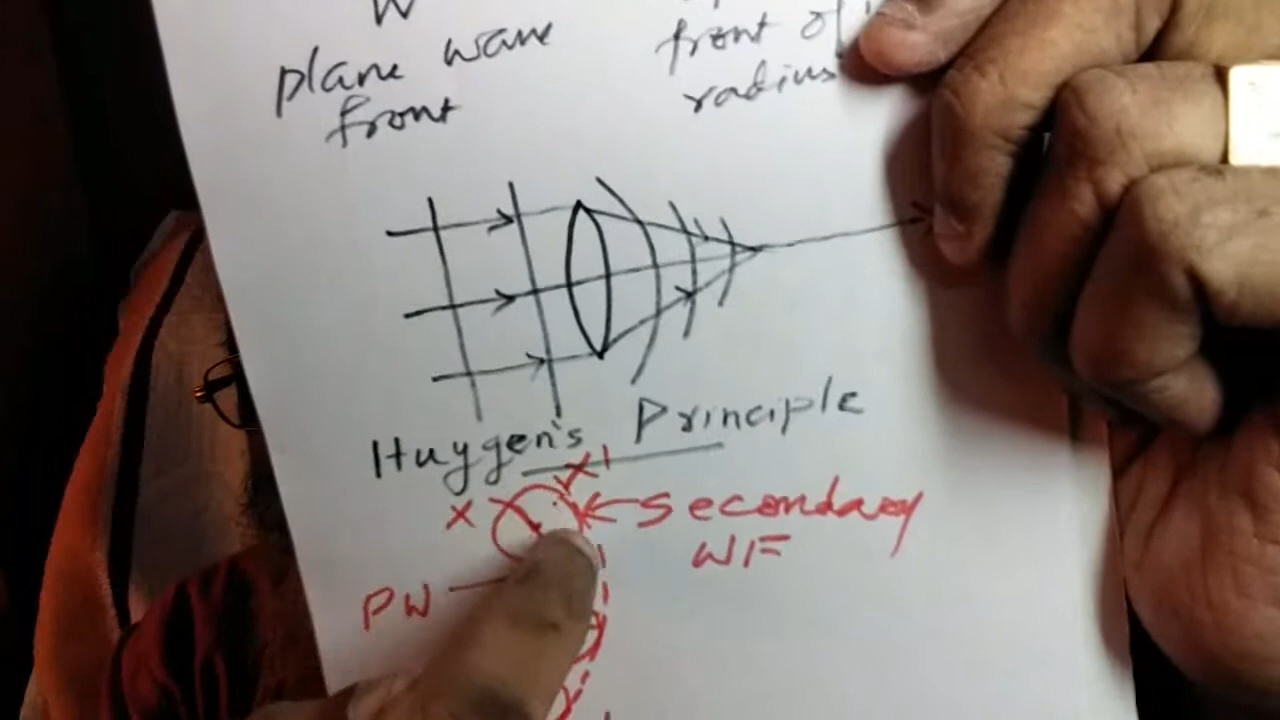 W
plane wave
front of
front
radius
Huygen's Principle
X X'
secondary
WF
PW